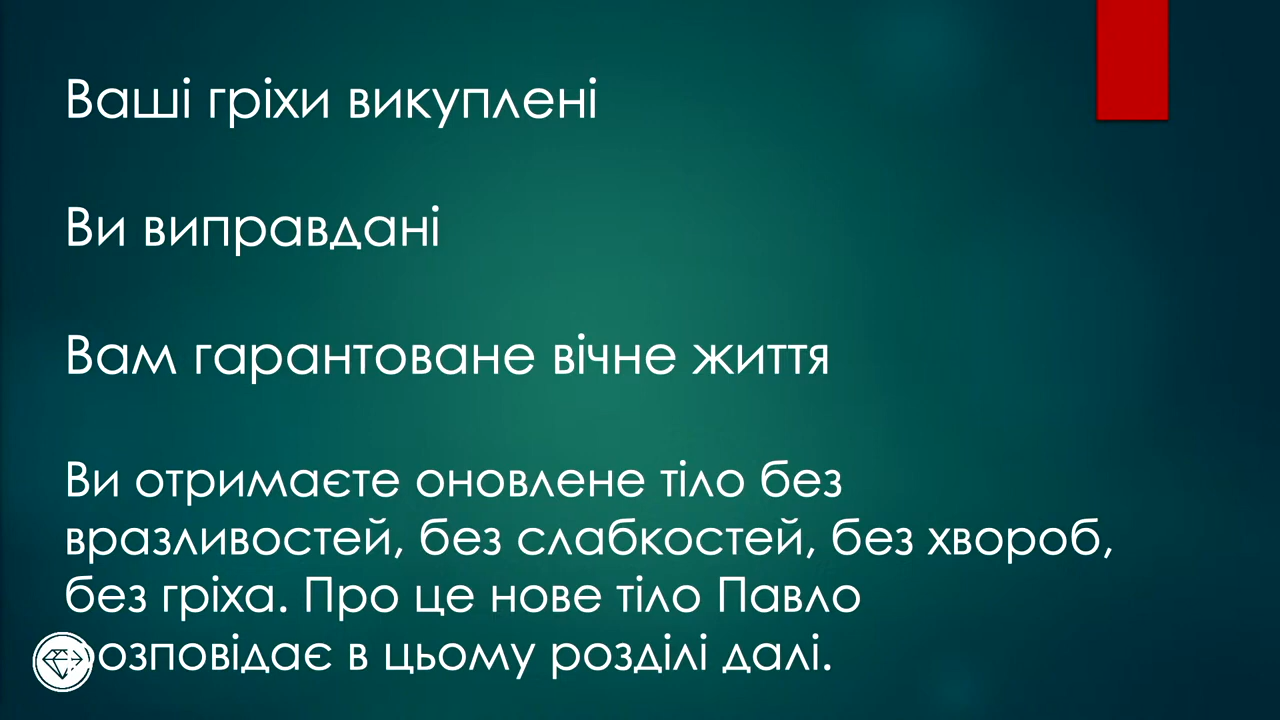 Ваші гріхи викуплені
Ви виправдані
Вам гарантоване вічне життя
Ви отримаєте оновлене тіло без
вразливостей, без слабкостей, без хвороб,
без гріха. Про це нове тіло Павло
розповідає в цьому розділі далі.